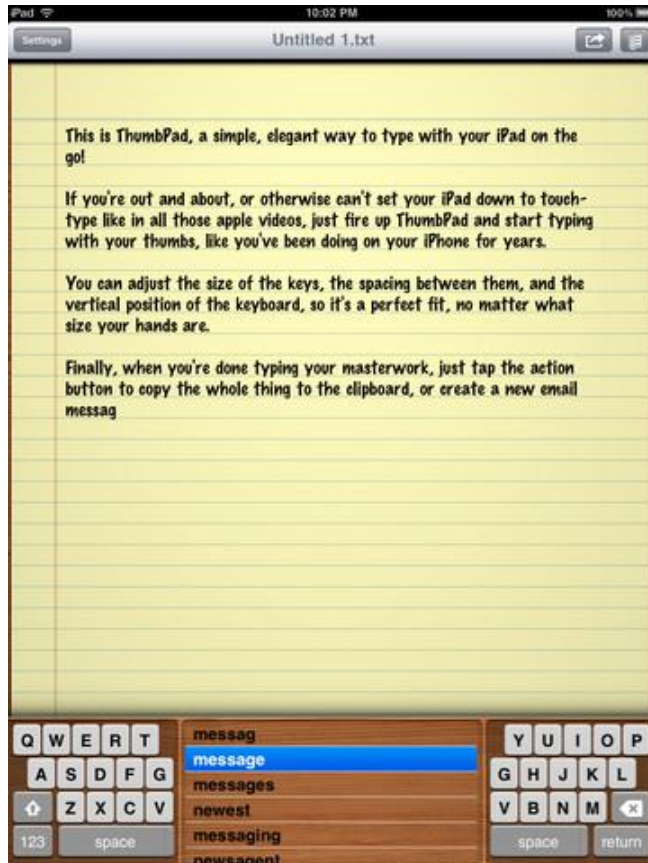 iPad 10:02 PM 100%
Settings Untitled 1.txt
This is ThumbPad, a simple, elegant way to type with your iPad on the
go!
If you're out and about, or otherwise can't set your iPad down to touch-
type like in all those apple videos, just fire up ThumbPad and start typing
with your thumbs, like you've been doing on your iPhone for years.
You can adjust the size of the keys, the spacing between them, and the
vertical position of the keyboard, so it's a perfect fit, no matter what
size your hands are.
Finally, when you're done typing your masterwork, just tap the action
button to copy the whole thing to the clipboard, or create a new email
messag
Q W E R T
A S D F G
Z X C V
123 space
messag
message
messages
newest
messaging
newsagent
Y U I O P
G H J K L
V B N M
space return